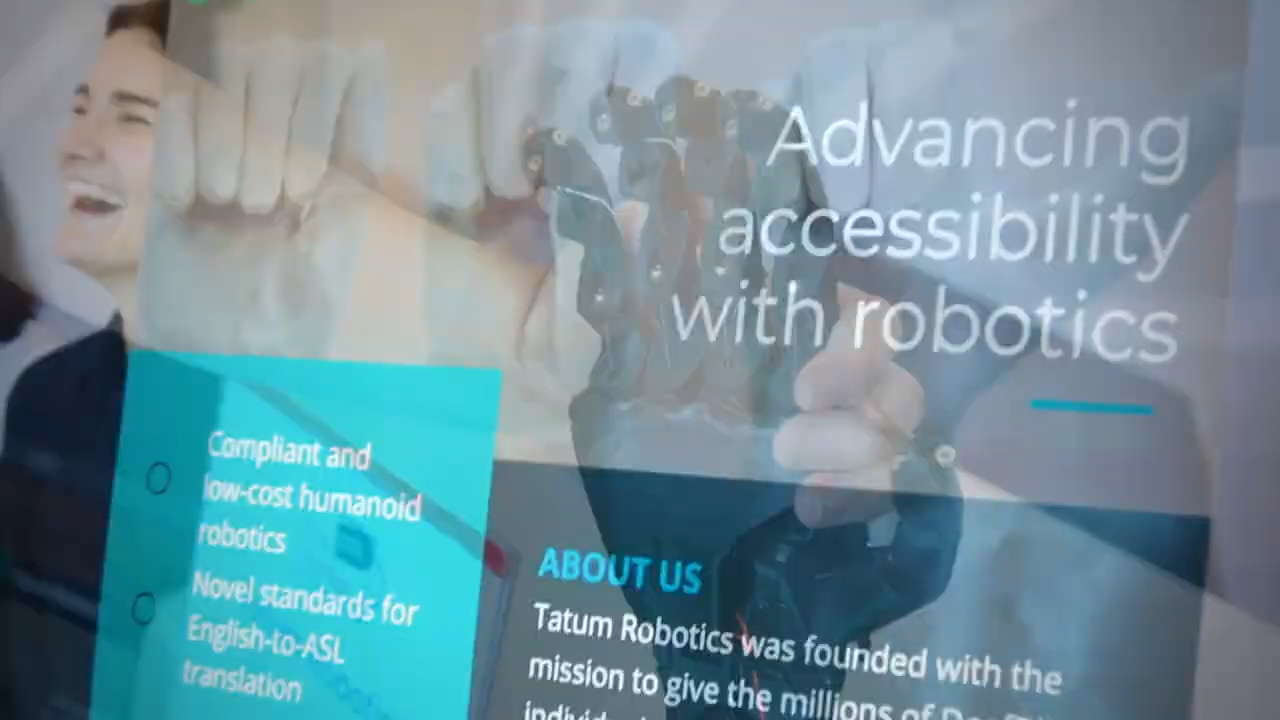 Advancing
accessibility
with robotics
Compliant and
low-cost humanoid
robotics
Novel standards for
English-to-ASL
translation
ABOUT US
Tatum Robotics was founded with the
mission to give the millions of